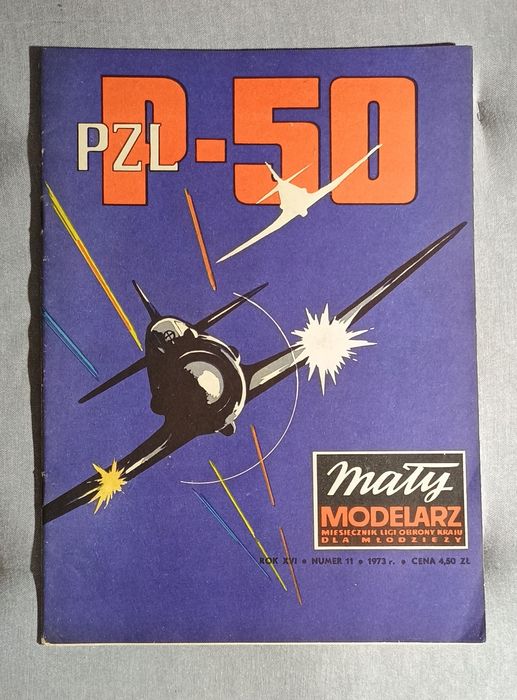 PZL P-50
mały
MODELARZ
MIESIĘCZNIK LIGI OBRONY KRAJU
DLA MŁODZIEŻY
ROK XVI • NUMER 11 • 1973 r. • CENA 4,50 ZŁ